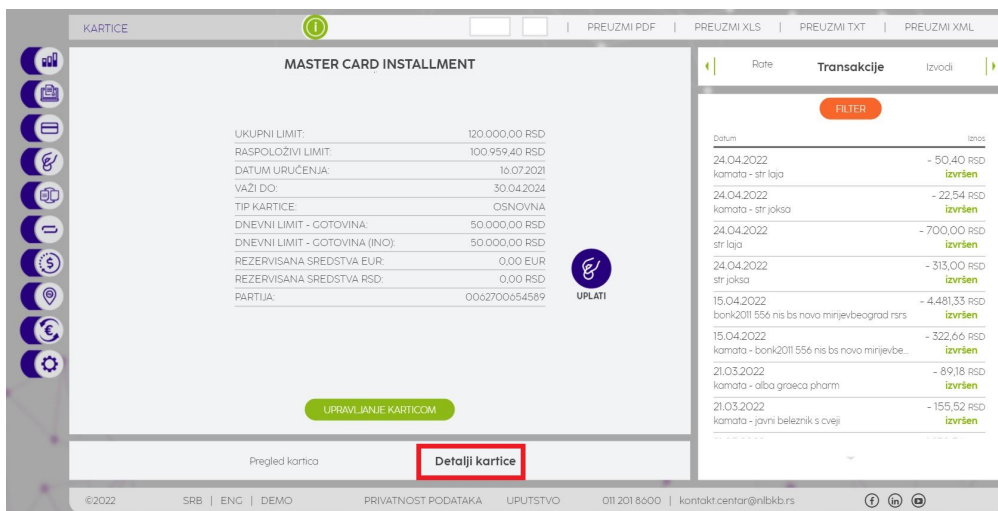 KARTICE
| PREUZMI PDF | PREUZMI XLS | PREUZMI TXT | PREUZMI XML
MASTER CARD INSTALLMENT
UKUPNI LIMIT: 120.000,00 RSD
RASPOLOŽIVI LIMIT: 100.959,40 RSD
DATUM URUČENJA: 16.07.2021
VAŽI DO: 30.04.2024
TIP KARTICE: OSNOVNA
DNEVNI LIMIT - GOTOVINA: 50.000,00 RSD
DNEVNI LIMIT - GOTOVINA (INO): 50.000,00 RSD
REZERVISANA SREDSTVA EUR: 0,00 EUR
REZERVISANA SREDSTVA RSD: 0,00 RSD
PARTIJA: 0062700654589
UPLATI
UPRAVLJANJE KARTICOM
Pregled kartica
Detalji kartice
Rate Transakcije Izvodi
FILTER
Datum Iznos
24.04.2022 - 50,40 RSD
kamata - str laja izvršen
24.04.2022 - 22,54 RSD
kamata - str joksa izvršen
24.04.2022 - 700,00 RSD
str laja izvršen
24.04.2022 - 313,00 RSD
str joksa izvršen
15.04.2022 - 4.481,33 RSD
bonk2011 556 nis bs novo mirijevbeograd rsrs izvršen
15.04.2022 - 322,66 RSD
kamata - bonk2011 556 nis bs novo mirijevbe... izvršen
21.03.2022 - 89,18 RSD
kamata - alba graeca pharm izvršen
21.03.2022 - 155,52 RSD
kamata - javni beleznik s cveji izvršen
©2022 SRB | ENG | DEMO PRIVATNOST PODATAKA UPUTSTVO 011 201 8600 | kontakt.centar@nlbkb.rs